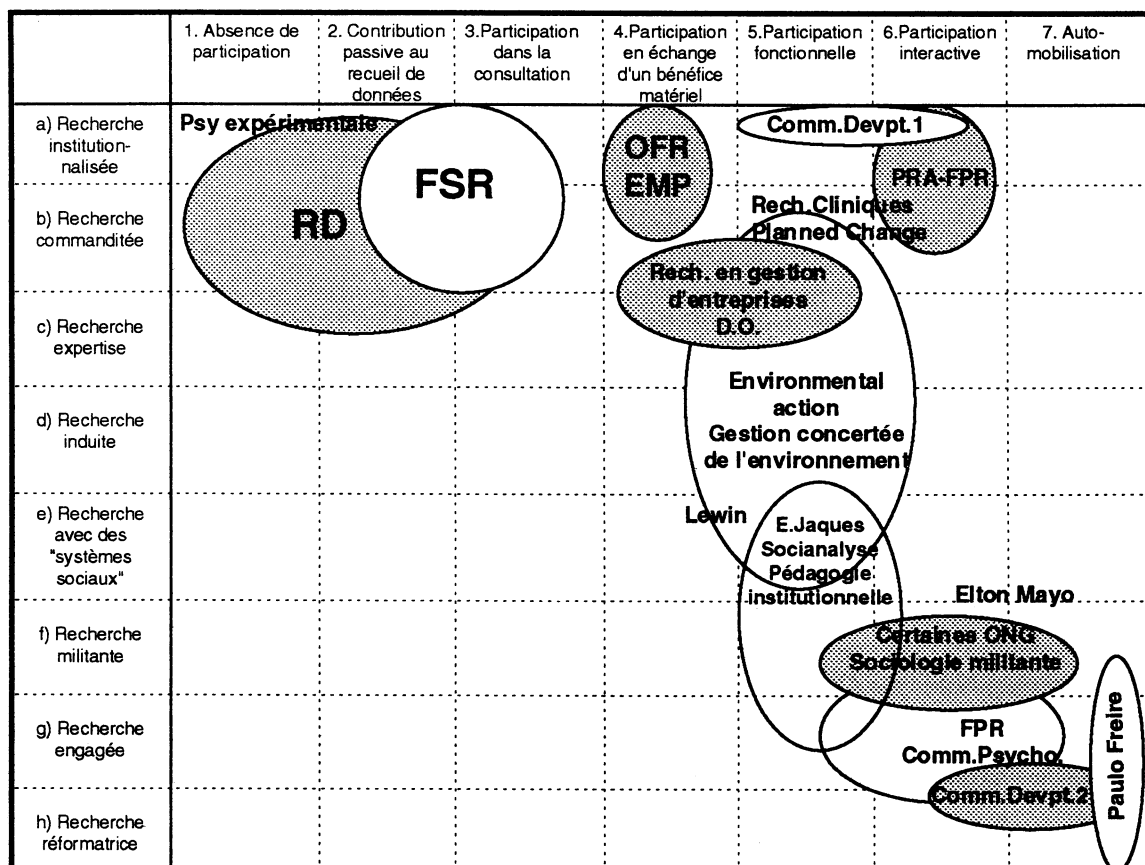 1. Absence de
participation
2. Contribution
passive au
recueil de
données
3.Participation
dans la
consultation
4.Participation
en échange
d'un bénéfice
matériel
5.Participation
fonctionnelle
6.Participation
interactive
7. Auto-
mobilisation
a) Recherche
institution-
nalisée
Psy expérimentale
FSR
OFR
EMP
Comm.Devpt.1
PRA-FPR
b) Recherche
commanditée
RD
Rech.Cliniques
Planned Change
Rech. en gestion
d'entreprises
D.O.
c) Recherche
expertise
d) Recherche
induite
Environmental
action
Gestion concertée
de l'environnement
e) Recherche
avec des
"systèmes
sociaux"
Lewin
E.Jaques
Socianalyse
Pédagogie
institutionnelle
Elton Mayo
f) Recherche
militante
Certaines ONG
Sociologie militante
g) Recherche
engagée
FPR
Comm.Psycho.
Paulo Freire
h) Recherche
réformatrice
Comm.Devpt.2